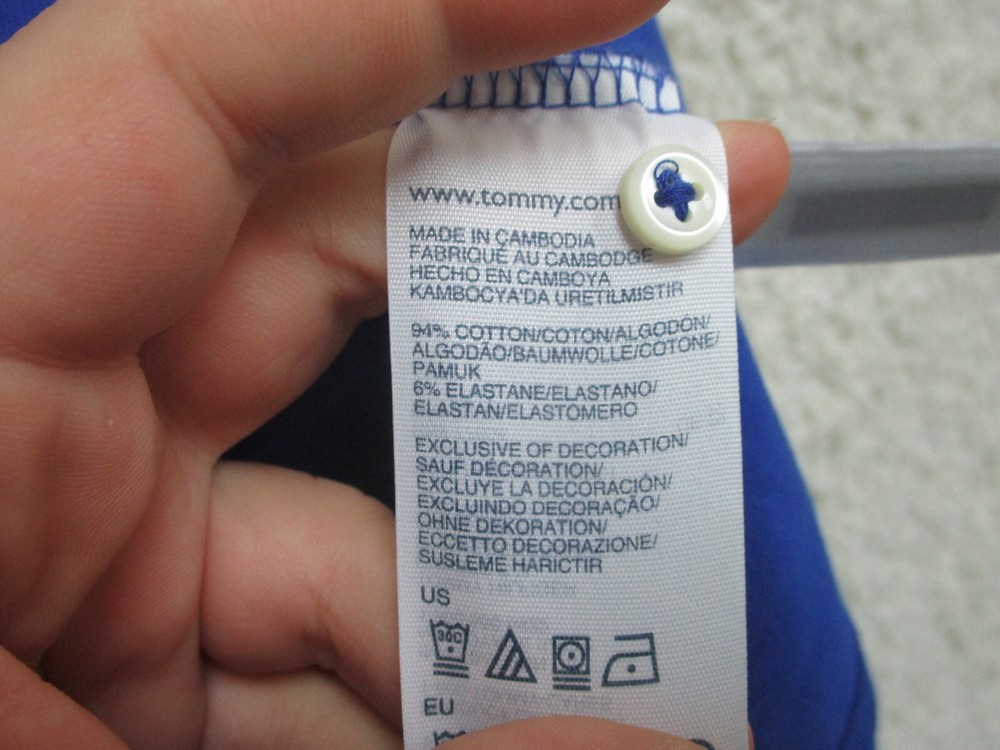 www.tommy.com
MADE IN CAMBODIA
FABRIQUE AU CAMBODGE
HECHO EN CAMBOYA
KAMBOCYA'DA URETILMISTIR
94% COTTON/COTON/ALGODÓN/
ALGODÃO/BAUMWOLLE/COTONE/
PAMUK
6% ELASTANE/ELASTANO/
ELASTAN/ELASTOMERO
EXCLUSIVE OF DECORATION/
SAUF DÉCORATION/
EXCLUYE LA DECORACIÓN/
EXCLUINDO DECORAÇÃO/
OHNE DEKORATION/
ECCETTO DECORAZIONE/
SUSLEME HARICTIR
US
30C
EU